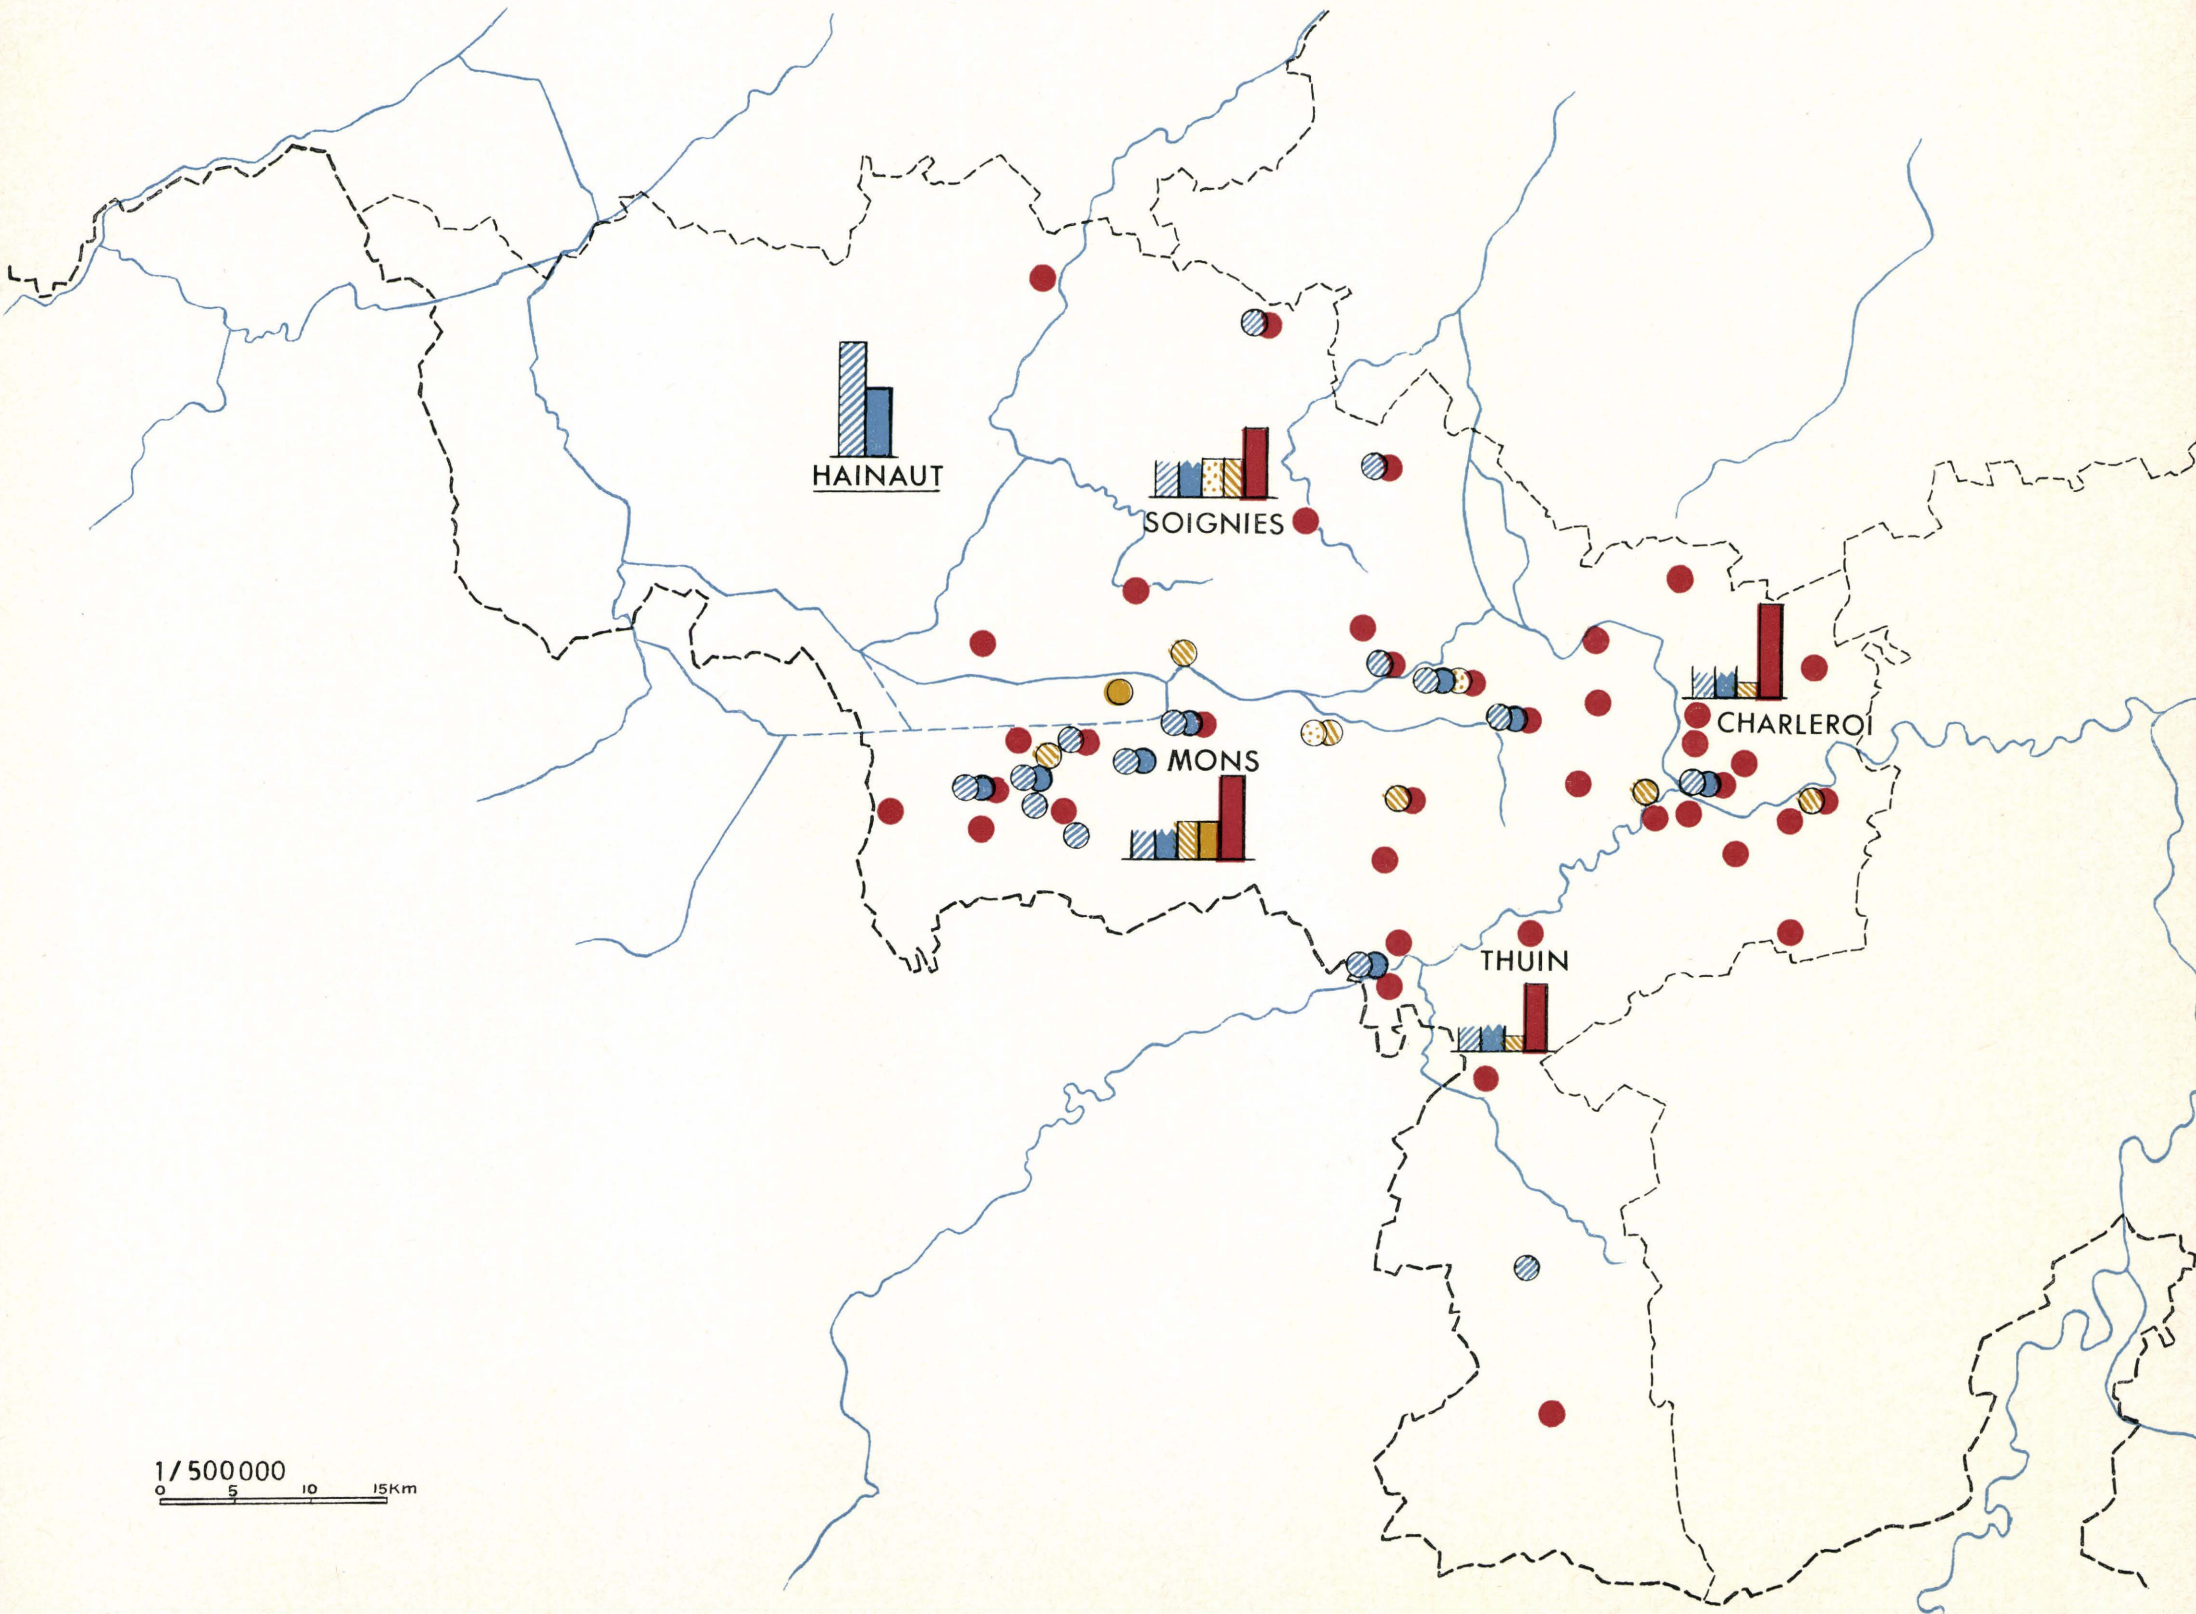 HAINAUT
SOIGNIES
CHARLEROI
MONS
THUIN
1/500000
0 5 10 15Km